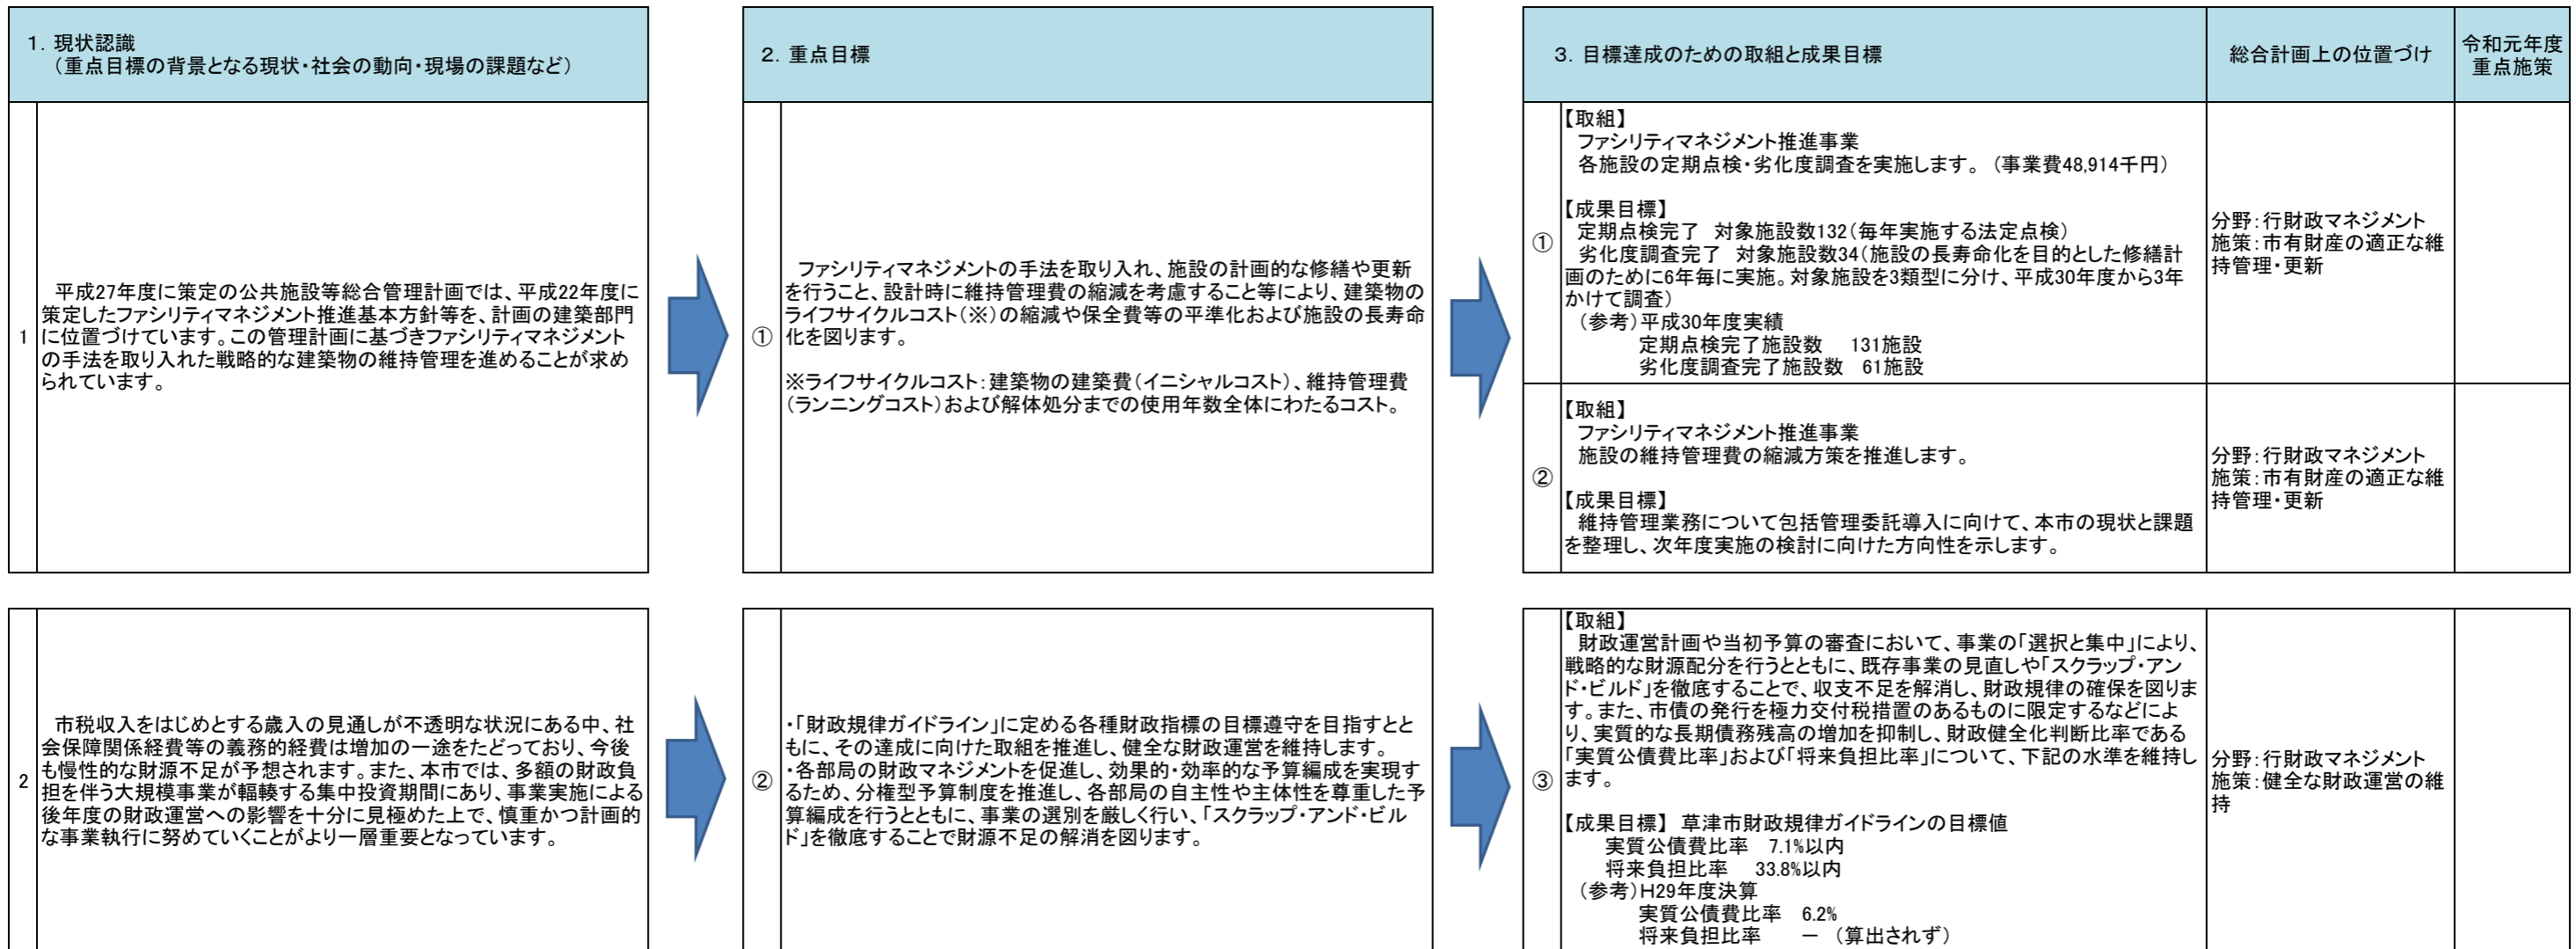 1．現状認識
（重点目標の背景となる現状・社会の動向・現場の課題など）
2．重点目標
3．目標達成のための取組と成果目標
総合計画上の位置づけ
令和元年度
重点施策
1
平成27年度に策定の公共施設等総合管理計画では、平成22年度に
策定したファシリティマネジメント推進基本方針等を、計画の建築部門
に位置づけています。この管理計画に基づきファシリティマネジメント
の手法を取り入れた戦略的な建築物の維持管理を進めることが求め
られています。
①
ファシリティマネジメントの手法を取り入れ、施設の計画的な修繕や更新
を行うこと、設計時に維持管理費の縮減を考慮すること等により、建築物の
ライフサイクルコスト（※）の縮減や保全費等の平準化および施設の長寿命
化を図ります。
※ライフサイクルコスト：建築物の建築費（イニシャルコスト）、維持管理費
（ランニングコスト）および解体処分までの使用年数全体にわたるコスト。
①
【取組】
ファシリティマネジメント推進事業
各施設の定期点検・劣化度調査を実施します。（事業費48,914千円）
【成果目標】
定期点検完了　対象施設数132（毎年実施する法定点検）
劣化度調査完了　対象施設数34（施設の長寿命化を目的とした修繕計
画のために6年毎に実施。対象施設を3類型に分け、平成30年度から3年
かけて調査）
（参考）平成30年度実績
定期点検完了施設数　131施設
劣化度調査完了施設数　61施設
分野：行財政マネジメント
施策：市有財産の適正な維
持管理・更新
②
【取組】
ファシリティマネジメント推進事業
施設の維持管理費の縮減方策を推進します。
【成果目標】
維持管理業務について包括管理委託導入に向けて、本市の現状と課題
を整理し、次年度実施の検討に向けた方向性を示します。
分野：行財政マネジメント
施策：市有財産の適正な維
持管理・更新
2
市税収入をはじめとする歳入の見通しが不透明な状況にある中、社
会保障関係経費等の義務的経費は増加の一途をたどっており、今後
も慢性的な財源不足が予想されます。また、本市では、多額の財政負
担を伴う大規模事業が輻輳する集中投資期間にあり、事業実施による
後年度の財政運営への影響を十分に見極めた上で、慎重かつ計画的
な事業執行に努めていくことがより一層重要となっています。
②
・「財政規律ガイドライン」に定める各種財政指標の目標遵守を目指すとと
もに、その達成に向けた取組を推進し、健全な財政運営を維持します。
・各部局の財政マネジメントを促進し、効果的・効率的な予算編成を実現す
るため、分権型予算制度を推進し、各部局の自主性や主体性を尊重した予
算編成を行うとともに、事業の選別を厳しく行い、「スクラップ・アンド・ビル
ド」を徹底することで財源不足の解消を図ります。
③
【取組】
財政運営計画や当初予算の審査において、事業の「選択と集中」により、
戦略的な財源配分を行うとともに、既存事業の見直しや「スクラップ・アン
ド・ビルド」を徹底することで、収支不足を解消し、財政規律の確保を図りま
す。また、市債の発行を極力交付税措置のあるものに限定するなどによ
り、実質的な長期債務残高の増加を抑制し、財政健全化判断比率である
「実質公債費比率」および「将来負担比率」について、下記の水準を維持し
ます。
【成果目標】 草津市財政規律ガイドラインの目標値
実質公債費比率　7.1%以内
将来負担比率　33.8%以内
（参考）H29年度決算
実質公債費比率　6.2%
将来負担比率　－ （算出されず）
分野：行財政マネジメント
施策：健全な財政運営の維
持